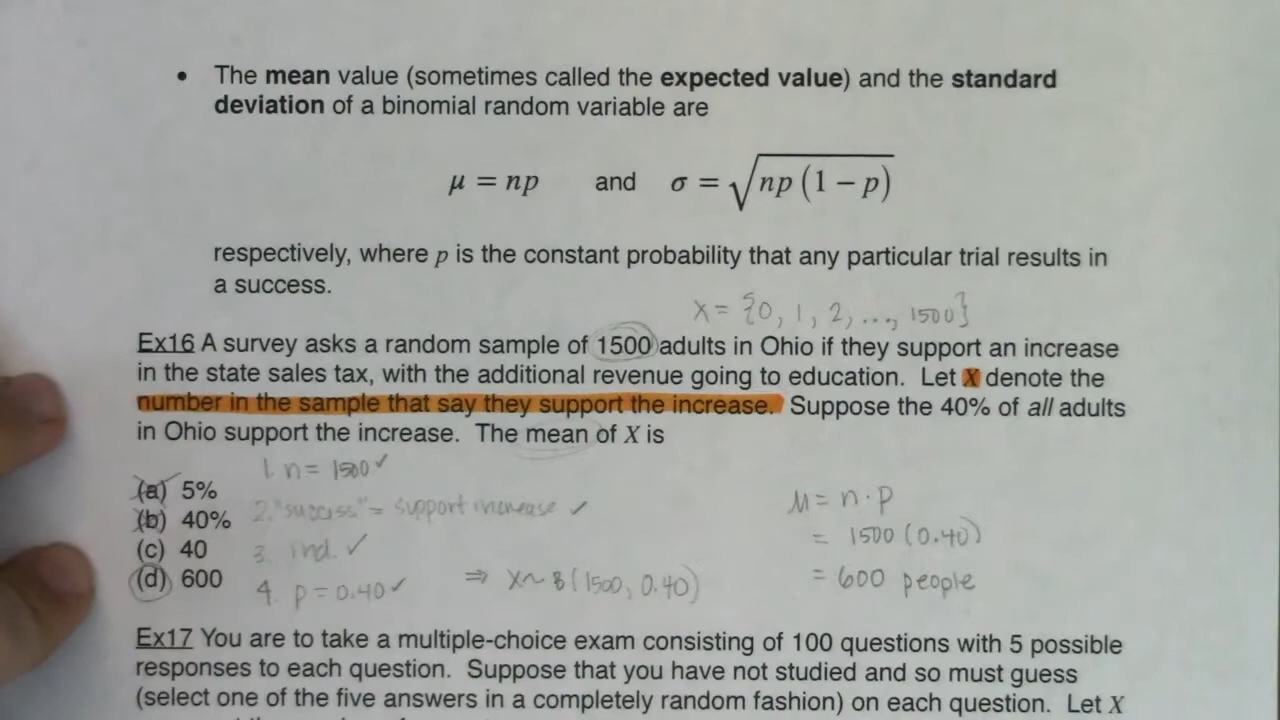 • The mean value (sometimes called the expected value) and the standard
deviation of a binomial random variable are
μ = np and σ = √np (1 − p)
respectively, where p is the constant probability that any particular trial results in
a success.
X = {0, 1, 2, ..., 1500}
Ex16 A survey asks a random sample of 1500 adults in Ohio if they support an increase
in the state sales tax, with the additional revenue going to education. Let X denote the
number in the sample that say they support the increase. Suppose the 40% of all adults
in Ohio support the increase. The mean of X is
1. n = 1500 ✓
(a) 5%
2. "success" = support increase ✓
(b) 40%
3. ind. ✓
(c) 40
(d) 600
4. p = 0.40 ✓
⇒ X ~ B(1500, 0.40)
μ = n · p
= 1500 (0.40)
= 600 people
Ex17 You are to take a multiple-choice exam consisting of 100 questions with 5 possible
responses to each question. Suppose that you have not studied and so must guess
(select one of the five answers in a completely random fashion) on each question. Let X